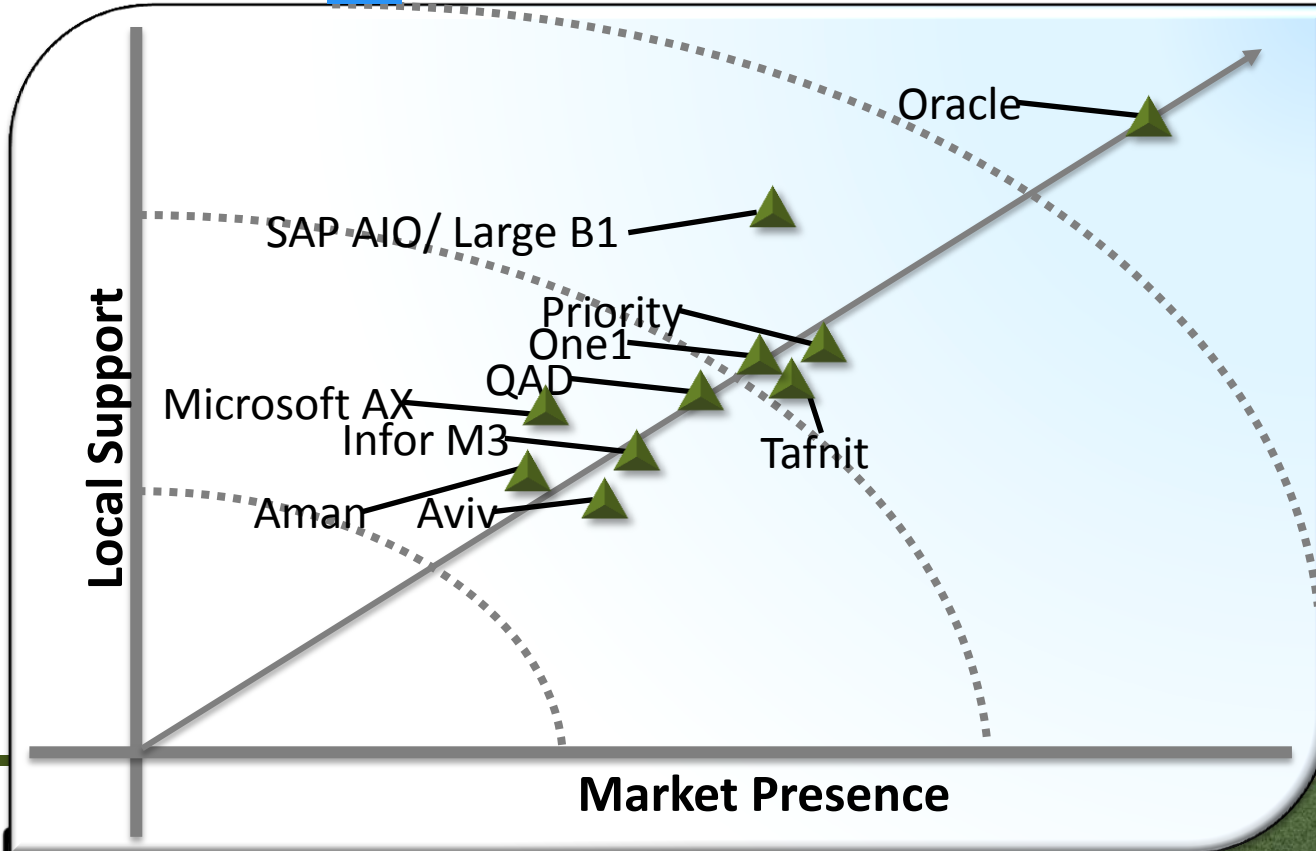 Oracle
SAP AIO/ Large B1
Priority
One1
QAD
Microsoft AX
Infor M3
Tafnit
Aman
Aviv
Local Support
Market Presence